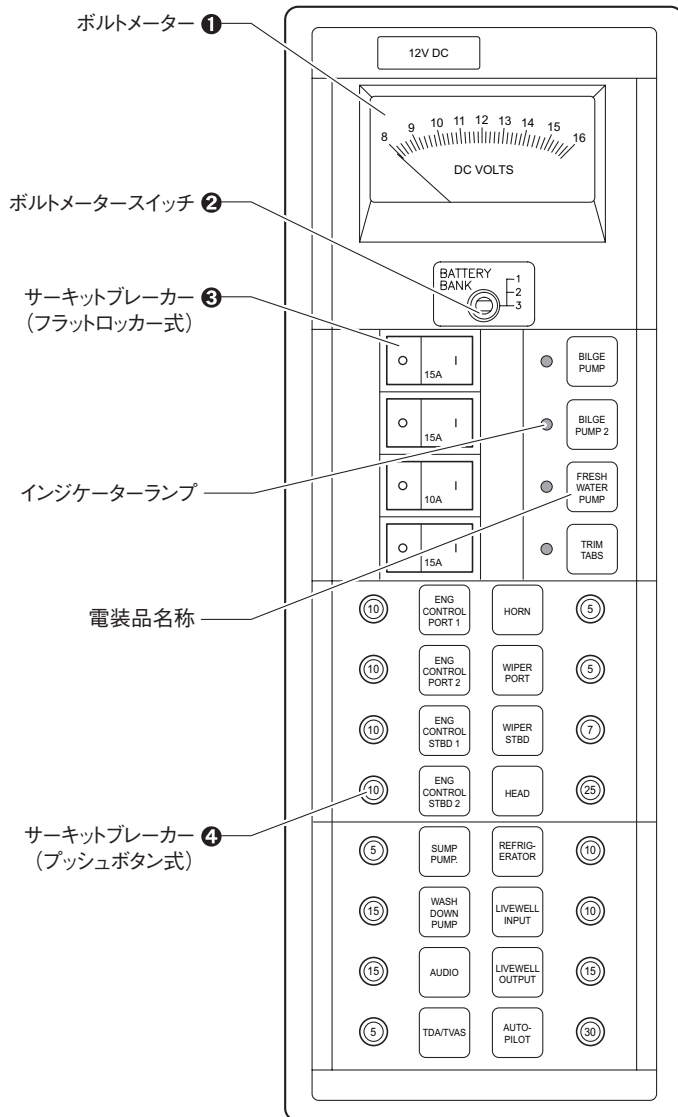 ボルトメーター ❶
12V DC
8 9 10 11 12 13 14 15 16
DC VOLTS
ボルトメータースイッチ ❷
BATTERY
BANK
1
2
3
サーキットブレーカー ❸
（フラットロッカー式）
15A
BILGE
PUMP
15A
BILGE
PUMP 2
インジケーターランプ
10A
FRESH
WATER
PUMP
15A
TRIM
TABS
電装品名称
10
ENG
CONTROL
PORT 1
HORN
5
10
ENG
CONTROL
PORT 2
WIPER
PORT
5
10
ENG
CONTROL
STBD 1
WIPER
STBD
7
10
ENG
CONTROL
STBD 2
HEAD
25
サーキットブレーカー ❹
（プッシュボタン式）
5
SUMP
PUMP.
REFRIG-
ERATOR
10
15
WASH
DOWN
PUMP
LIVEWELL
INPUT
10
15
AUDIO
LIVEWELL
OUTPUT
15
5
TDA/TVAS
AUTO-
PILOT
30